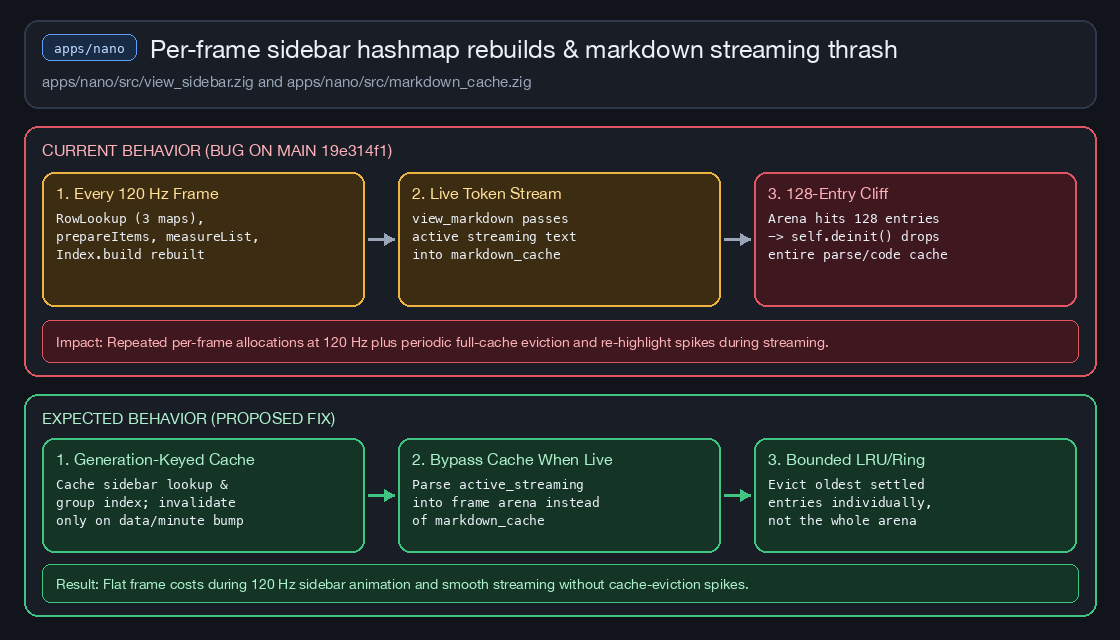 apps/nano Per-frame sidebar hashmap rebuilds & markdown streaming thrash
apps/nano/src/view_sidebar.zig and apps/nano/src/markdown_cache.zig
CURRENT BEHAVIOR (BUG ON MAIN 19e314f1)
1. Every 120 Hz Frame
RowLookup (3 maps),
prepareItems, measureList,
Index.build rebuilt
2. Live Token Stream
view_markdown passes
active streaming text
into markdown_cache
3. 128-Entry Cliff
Arena hits 128 entries
—> self.deinit() drops
entire parse/code cache
Impact: Repeated per-frame allocations at 120 Hz plus periodic full-cache eviction and re-highlight spikes during streaming.
EXPECTED BEHAVIOR (PROPOSED FIX)
1. Generation-Keyed Cache
Cache sidebar lookup &
group index; invalidate
only on data/minute bump
2. Bypass Cache When Live
Parse active_streaming
into frame arena instead
of markdown_cache
3. Bounded LRU/Ring
Evict oldest settled
entries individually,
not the whole arena
Result: Flat frame costs during 120 Hz sidebar animation and smooth streaming without cache-eviction spikes.